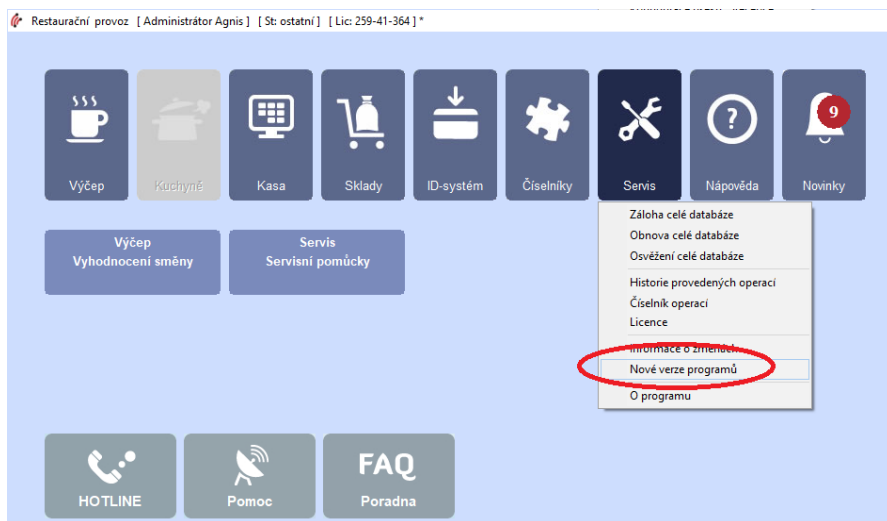 Restaurační provoz [ Administrátor Agnis ] [ St: ostatní ] [ Lic: 259-41-364 ] *
9
Výčep
Kuchyně
Kasa
Sklady
ID-systém
Číselníky
Servis
?
Nápověda
Novinky
Výčep
Vyhodnocení směny
Servis
Servisní pomůcky
Záloha celé databáze
Obnova celé databáze
Osvěžení celé databáze
Historie provedených operací
Číselník operací
Licence
Informace o změnách
Nové verze programů
O programu
HOTLINE
Pomoc
FAQ
Poradna